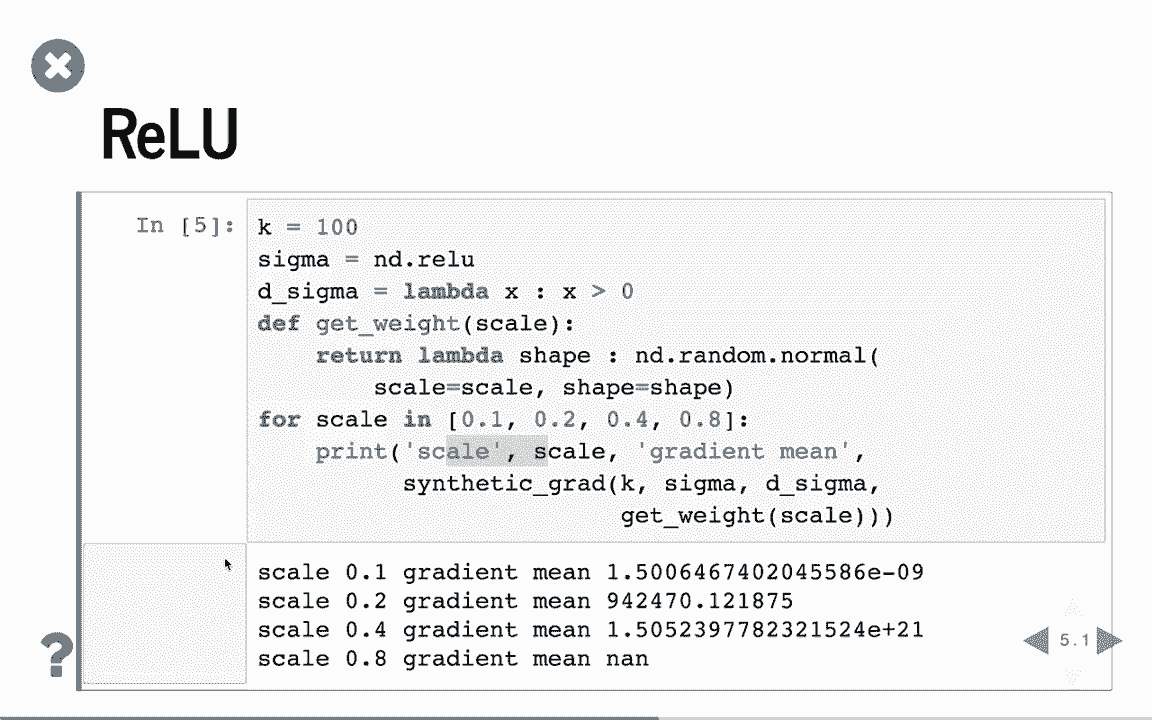 ReLU
In [5]:
k = 100
sigma = nd.relu
d_sigma = lambda x : x > 0
def get_weight(scale):
    return lambda shape : nd.random.normal(
        scale=scale, shape=shape)
for scale in [0.1, 0.2, 0.4, 0.8]:
    print('scale', scale, 'gradient mean',
          synthetic_grad(k, sigma, d_sigma,
                         get_weight(scale)))
scale 0.1 gradient mean 1.5006467402045586e-09
scale 0.2 gradient mean 942470.121875
scale 0.4 gradient mean 1.5052397782321524e+21
scale 0.8 gradient mean nan
?
5.1